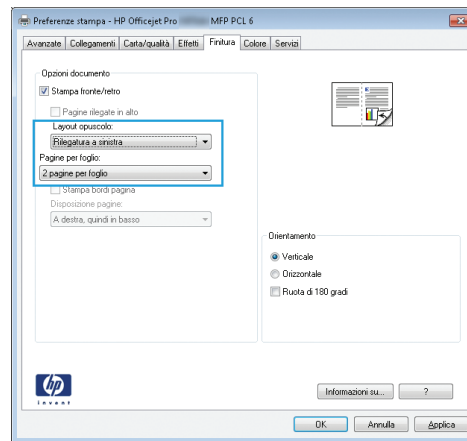 Preferenze stampa - HP Officejet Pro MFP PCL 6
Avanzate Collegamenti Carta/qualità Effetti Finitura Colore Servizi
Opzioni documento
Stampa fronte/retro
Pagine rilegate in alto
Layout opuscolo:
Rilegatura a sinistra
Pagine per foglio:
2 pagine per foglio
Stampa bordi pagina
Disposizione pagine:
A destra, quindi in basso
Orientamento
Verticale
Orizzontale
Ruota di 180 gradi
hp
invent
Informazioni su... ?
OK Annulla Applica